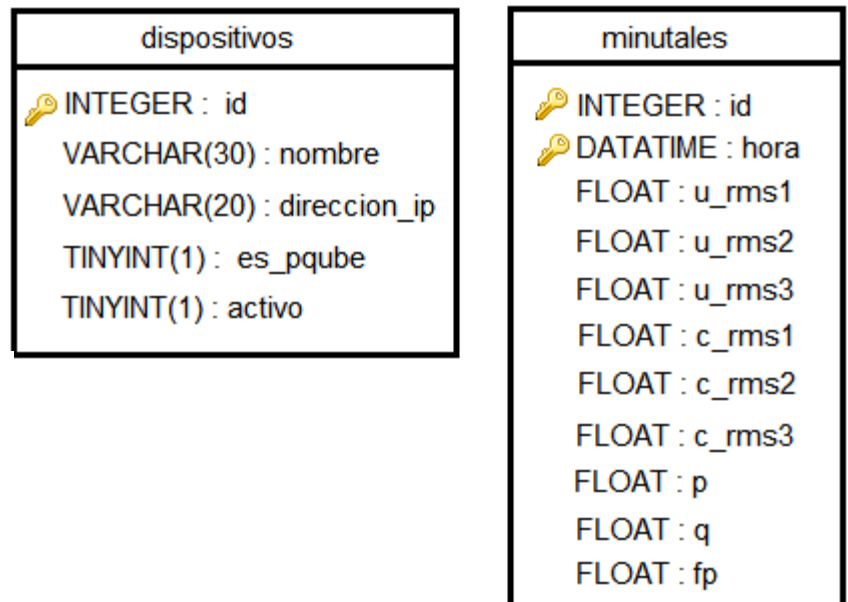 dispositivos
INTEGER : id
VARCHAR(30) : nombre
VARCHAR(20) : direccion_ip
TINYINT(1) : es_pqube
TINYINT(1) : activo
minutales
INTEGER : id
DATATIME : hora
FLOAT : u_rms1
FLOAT : u_rms2
FLOAT : u_rms3
FLOAT : c_rms1
FLOAT : c_rms2
FLOAT : c_rms3
FLOAT : p
FLOAT : q
FLOAT : fp